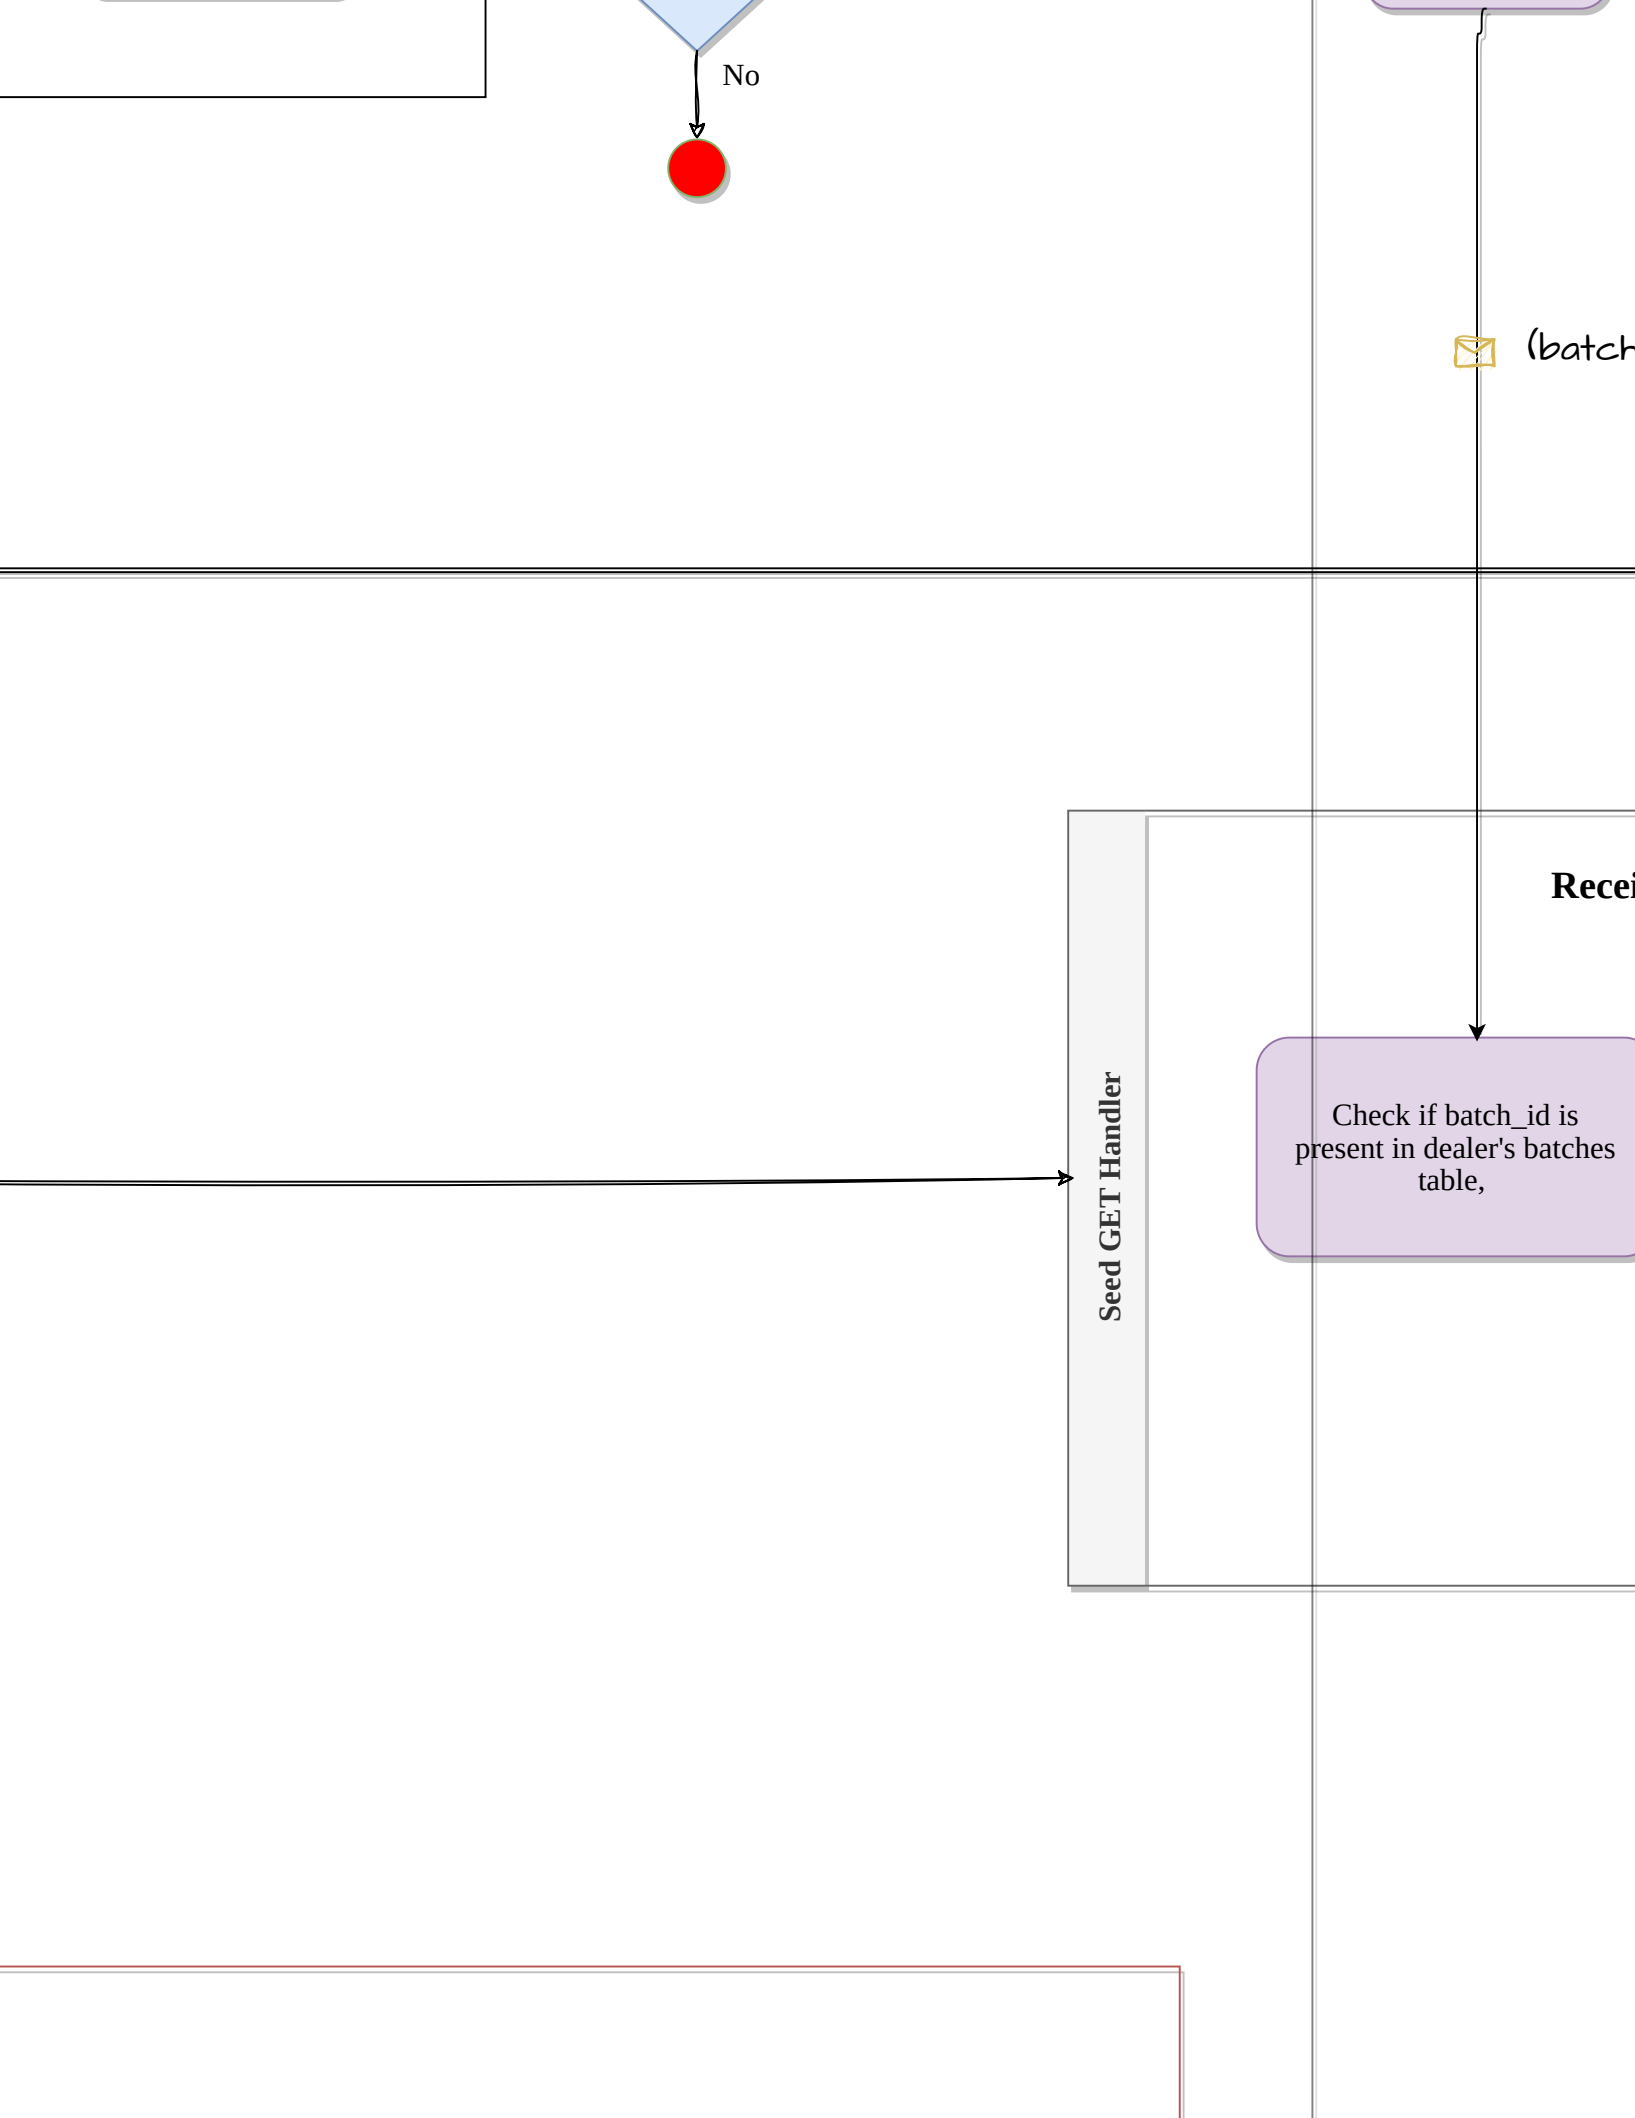 No
(batch
Recei
Seed GET Handler
Check if batch_id is
present in dealer's batches
table,